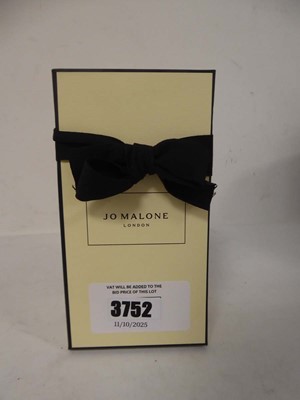 JO MALONE
LONDON
VAT WILL BE ADDED TO THE
BID PRICE OF THIS LOT
3752
11/10/2025